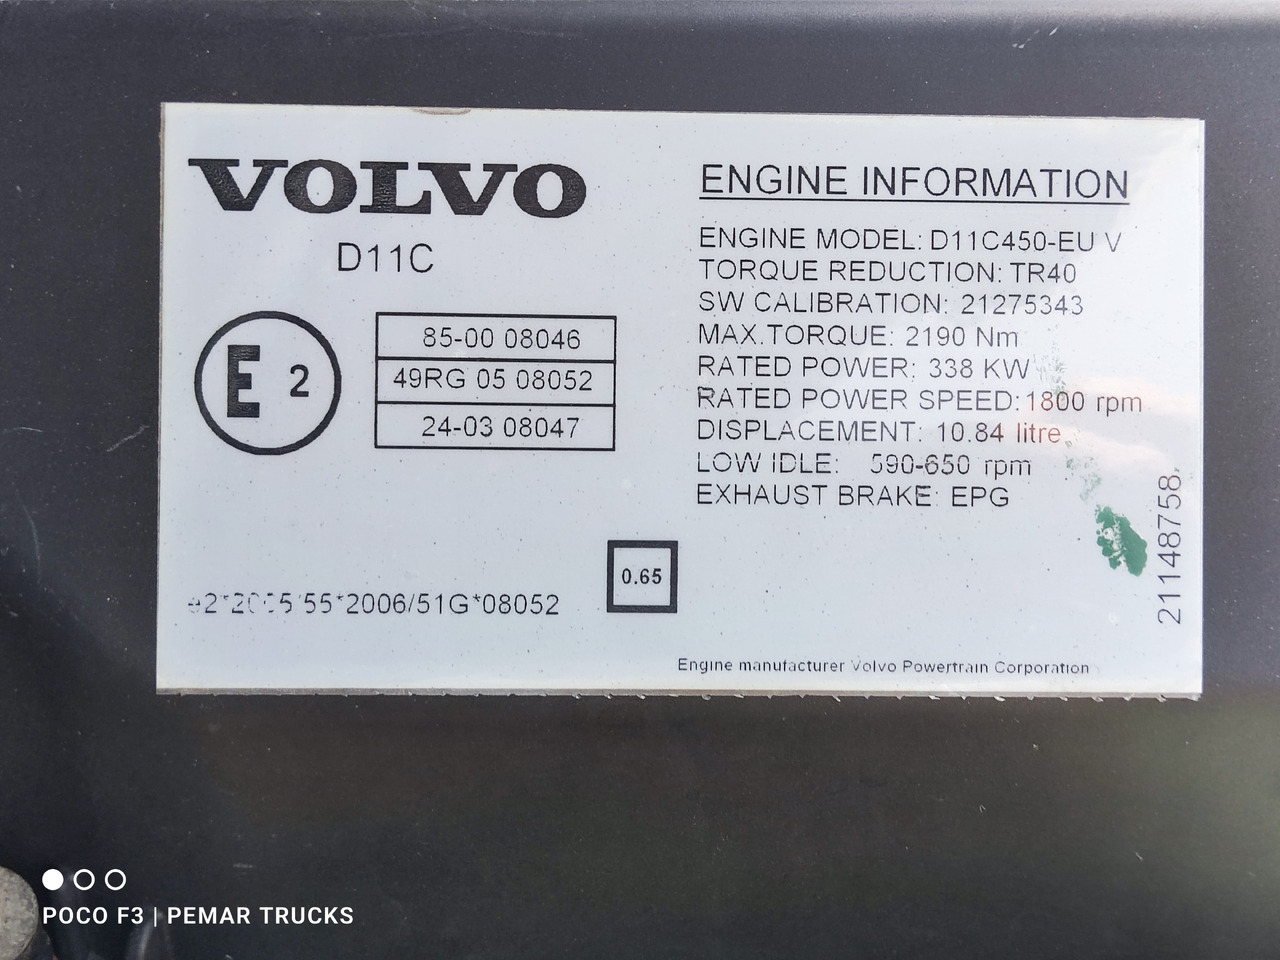 VOLVO
D11C
E 2
85-00 08046
49RG 05 08052
24-03 08047
e2*2005/55*2006/51G*08052
0.65
ENGINE INFORMATION
ENGINE MODEL: D11C450-EU V
TORQUE REDUCTION: TR40
SW CALIBRATION: 21275343
MAX.TORQUE: 2190 Nm
RATED POWER: 338 KW
RATED POWER SPEED: 1800 rpm
DISPLACEMENT: 10.84 litre
LOW IDLE: 590-650 rpm
EXHAUST BRAKE: EPG
21148758
Engine manufacturer Volvo Powertrain Corporation
POCO F3 | PEMAR TRUCKS